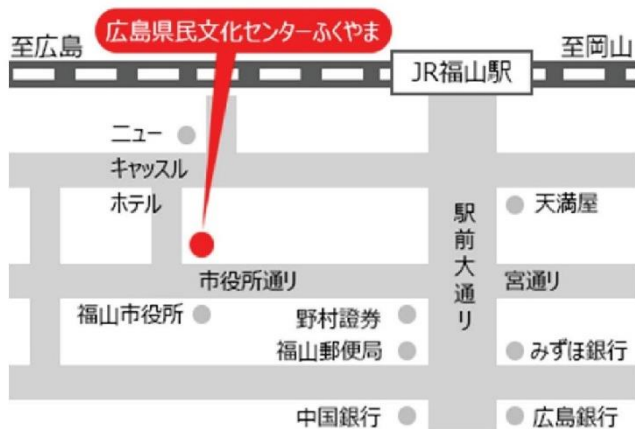 広島県民文化センターふくやま
至広島
至岡山
JR福山駅
ニュー
キャッスル
ホテル
天満屋
駅前大通り
市役所通り
宮通り
福山市役所
野村證券
福山郵便局
みずほ銀行
中国銀行
広島銀行